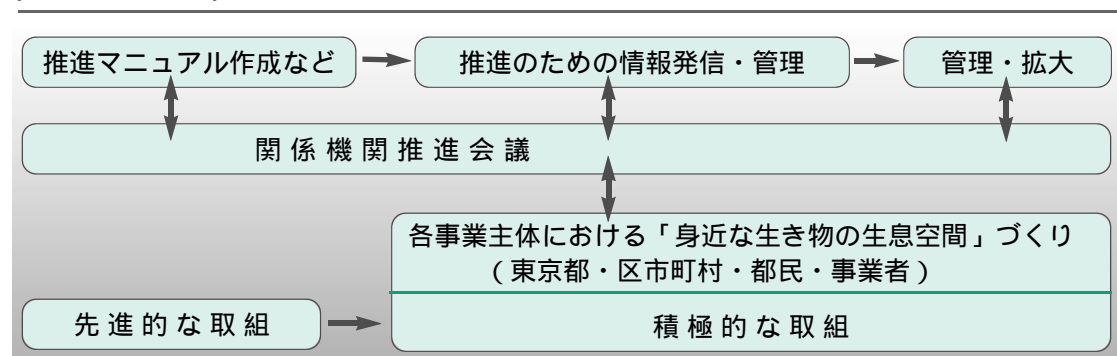 推進マニュアル作成など
推進のための情報発信・管理
管理・拡大
関係機関推進会議
各事業主体における「身近な生き物の生息空間」づくり
(東京都・区市町村・都民・事業者)
先進的な取組
積極的な取組